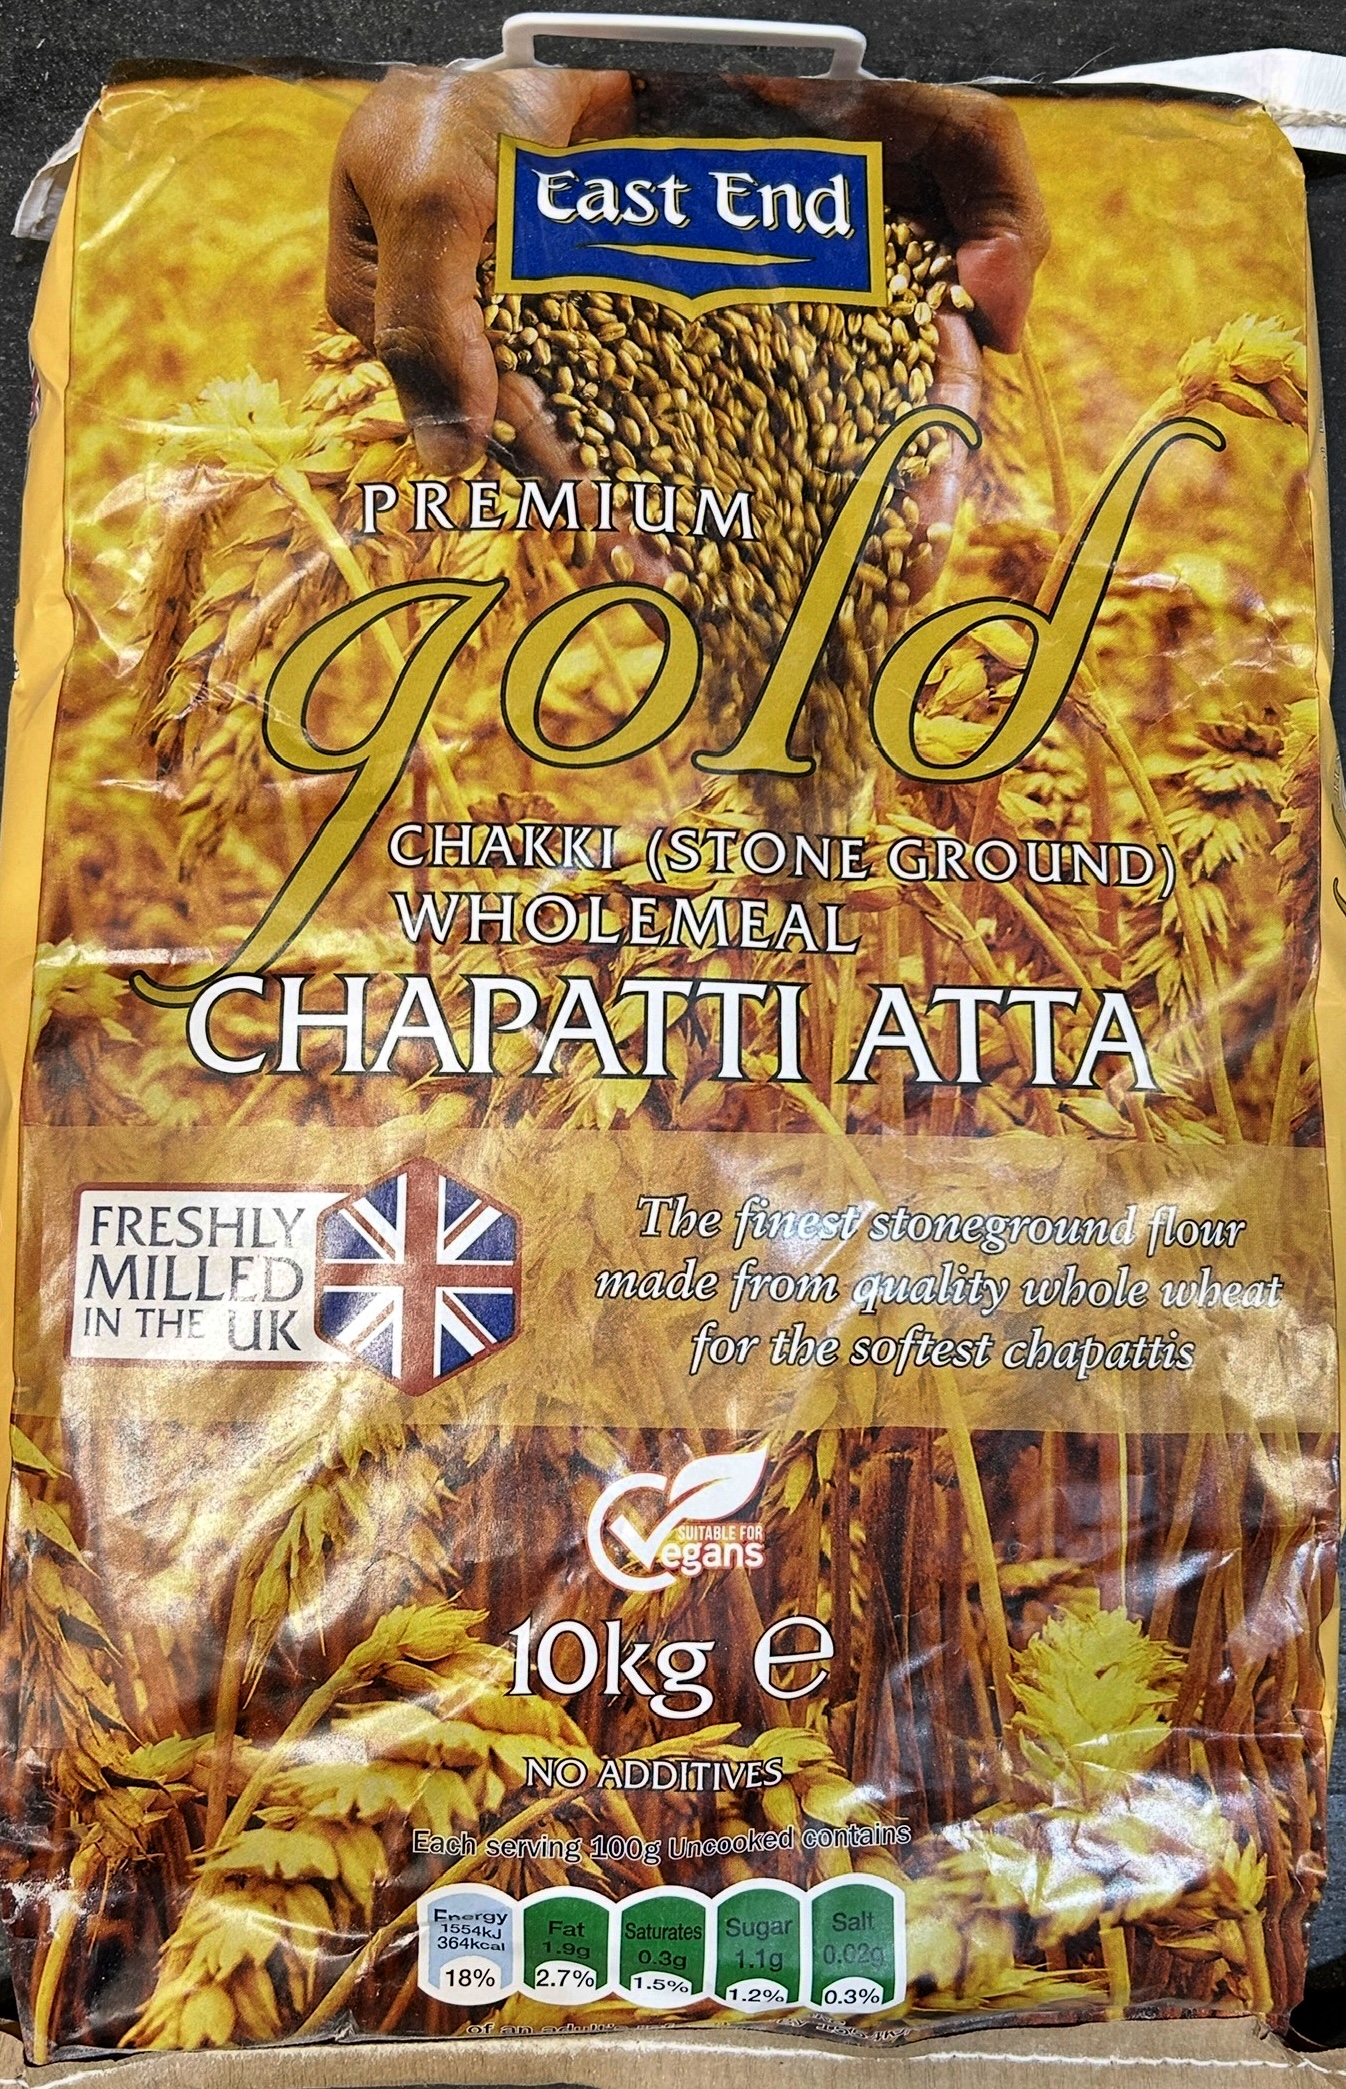 East End
PREMIUM
gold
CHAKKI (STONE GROUND)
WHOLEMEAL
CHAPATTI ATTA
FRESHLY
MILLED
IN THE UK
The finest stoneground flour
made from quality whole wheat
for the softest chapattis
SUITABLE FOR
Vegans
10kg e
NO ADDITIVES
Each serving 100g Uncooked contains
Energy
1554kJ
364kcal
18%
Fat
1.9g
2.7%
Saturates
0.3g
1.5%
Sugar
1.1g
1.2%
Salt
0.02g
0.3%
of an adult's